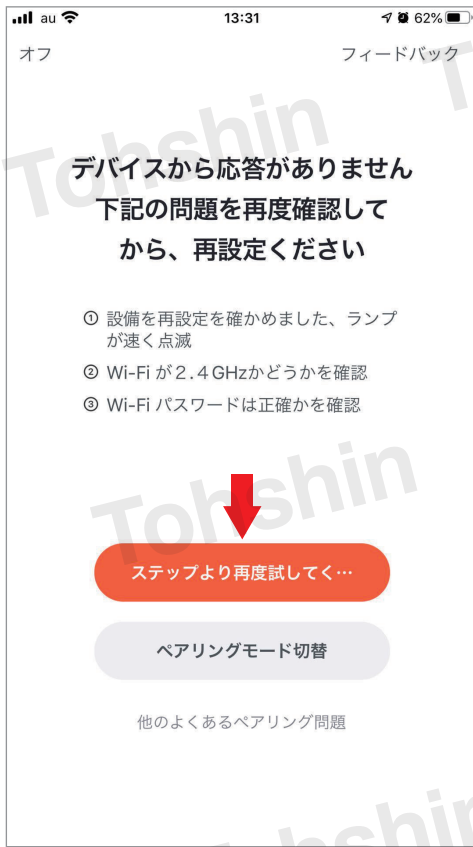 au 13:31 62%
オフ フィードバック
デバイスから応答がありません
下記の問題を再度確認して
から、再設定ください
① 設備を再設定を確かめました、ランプ
が速く点滅
② Wi-Fi が2.4GHzかどうかを確認
③ Wi-Fi パスワードは正確かを確認
ステップより再度試してく…
ペアリングモード切替
他のよくあるペアリング問題
Tohshin
Tohshin
Tohshin